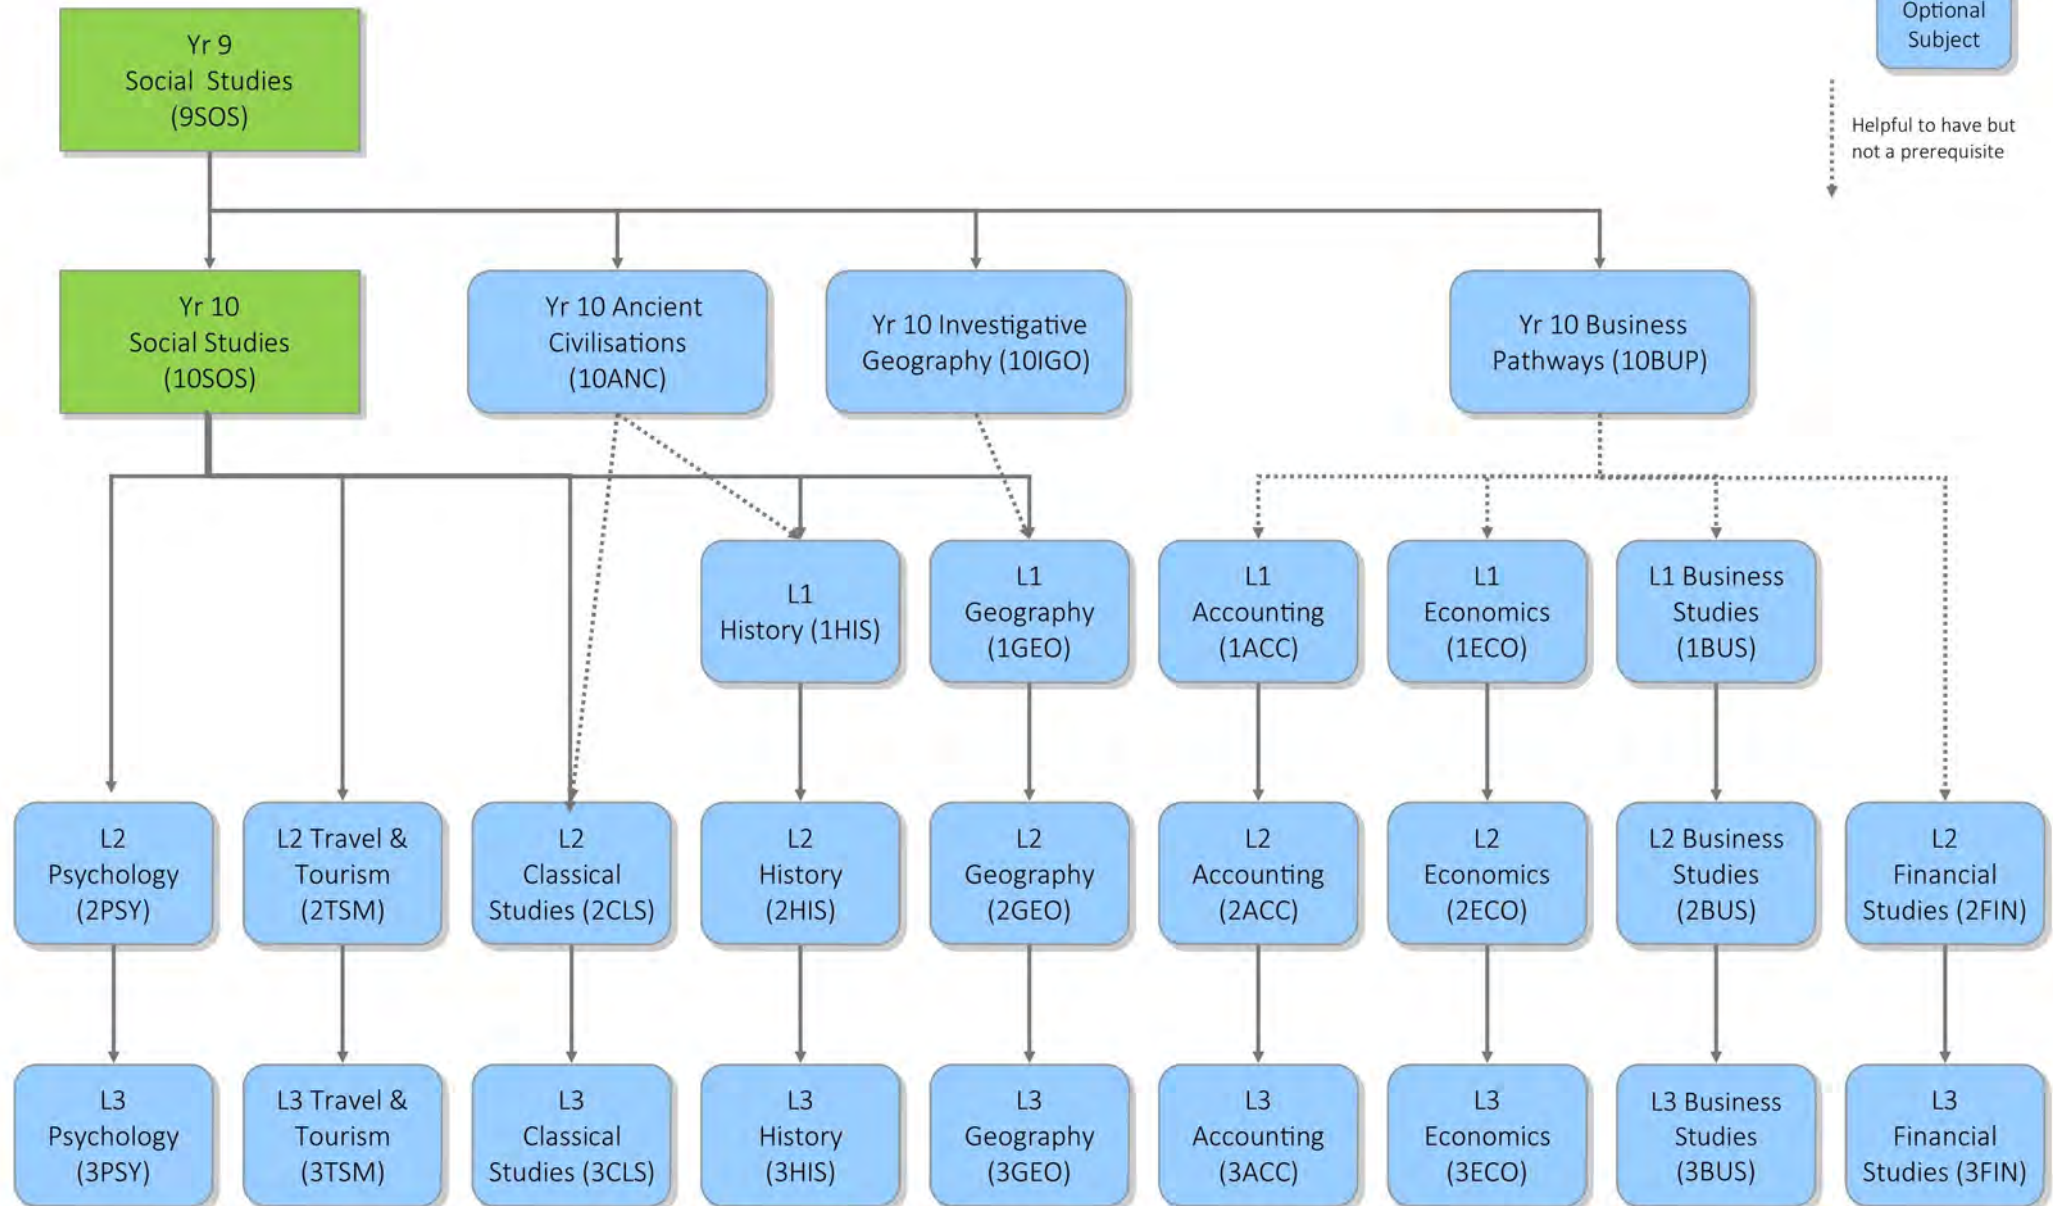 Optional
Subject
Helpful to have but
not a prerequisite
Yr 9
Social Studies
(9SOS)
Yr 10
Social Studies
(10SOS)
Yr 10 Ancient
Civilisations
(10ANC)
Yr 10 Investigative
Geography (10IGO)
Yr 10 Business
Pathways (10BUP)
L1
History (1HIS)
L1
Geography
(1GEO)
L1
Accounting
(1ACC)
L1
Economics
(1ECO)
L1 Business
Studies
(1BUS)
L2
Psychology
(2PSY)
L2 Travel &
Tourism
(2TSM)
L2
Classical
Studies (2CLS)
L2
History
(2HIS)
L2
Geography
(2GEO)
L2
Accounting
(2ACC)
L2
Economics
(2ECO)
L2 Business
Studies
(2BUS)
L2
Financial
Studies (2FIN)
L3
Psychology
(3PSY)
L3 Travel &
Tourism
(3TSM)
L3
Classical
Studies (3CLS)
L3
History
(3HIS)
L3
Geography
(3GEO)
L3
Accounting
(3ACC)
L3
Economics
(3ECO)
L3 Business
Studies
(3BUS)
L3
Financial
Studies (3FIN)